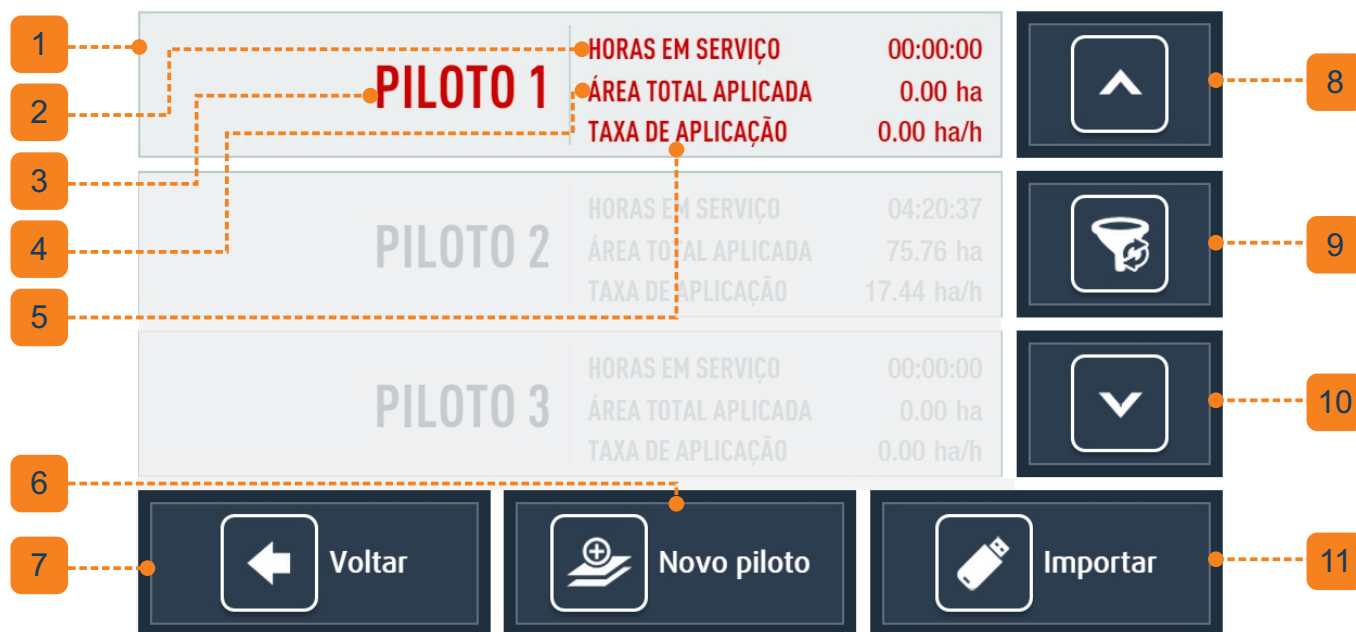 1
2
3
4
5
6
7
PILOTO 1
HORAS EM SERVIÇO 00:00:00
ÁREA TOTAL APLICADA 0.00 ha
TAXA DE APLICAÇÃO 0.00 ha/h
PILOTO 2
HORAS EM SERVIÇO 04:20:37
ÁREA TOTAL APLICADA 75.76 ha
TAXA DE APLICAÇÃO 17.44 ha/h
PILOTO 3
HORAS EM SERVIÇO 00:00:00
ÁREA TOTAL APLICADA 0.00 ha
TAXA DE APLICAÇÃO 0.00 ha/h
Voltar
Novo piloto
Importar
8
9
10
11